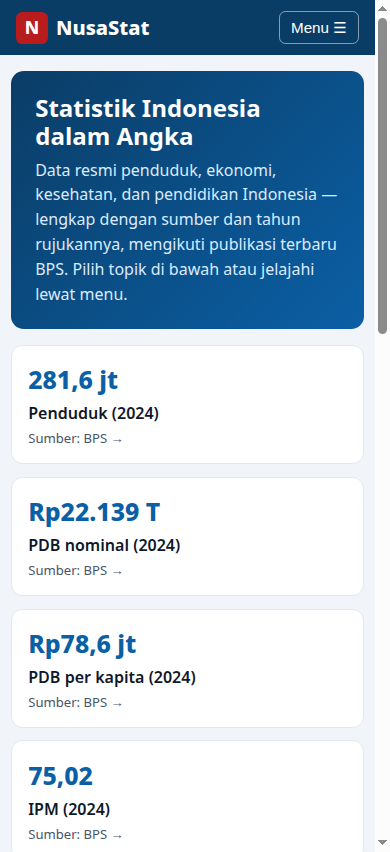 N NusaStat
Menu ☰
Statistik Indonesia
dalam Angka
Data resmi penduduk, ekonomi,
kesehatan, dan pendidikan Indonesia —
lengkap dengan sumber dan tahun
rujukannya, mengikuti publikasi terbaru
BPS. Pilih topik di bawah atau jelajahi
lewat menu.
281,6 jt
Penduduk (2024)
Sumber: BPS →
Rp22.139 T
PDB nominal (2024)
Sumber: BPS →
Rp78,6 jt
PDB per kapita (2024)
Sumber: BPS →
75,02
IPM (2024)
Sumber: BPS →